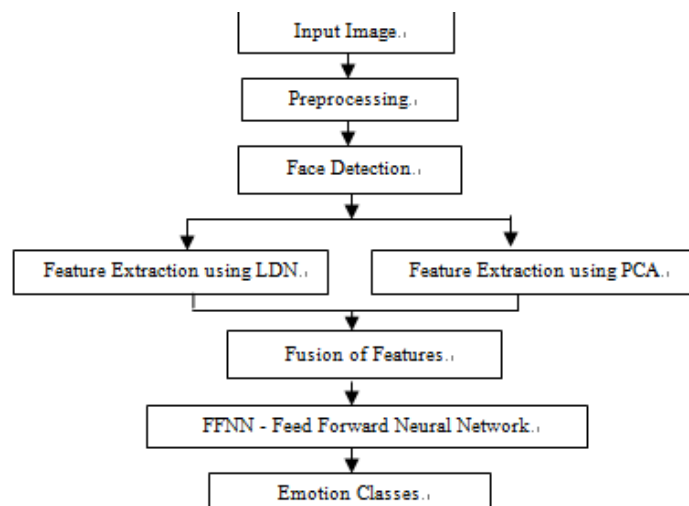 Input Image.
Preprocessing.
Face Detection.
Feature Extraction using LDN.
Feature Extraction using PCA.
Fusion of Features.
FFNN - Feed Forward Neural Network.
Emotion Classes.